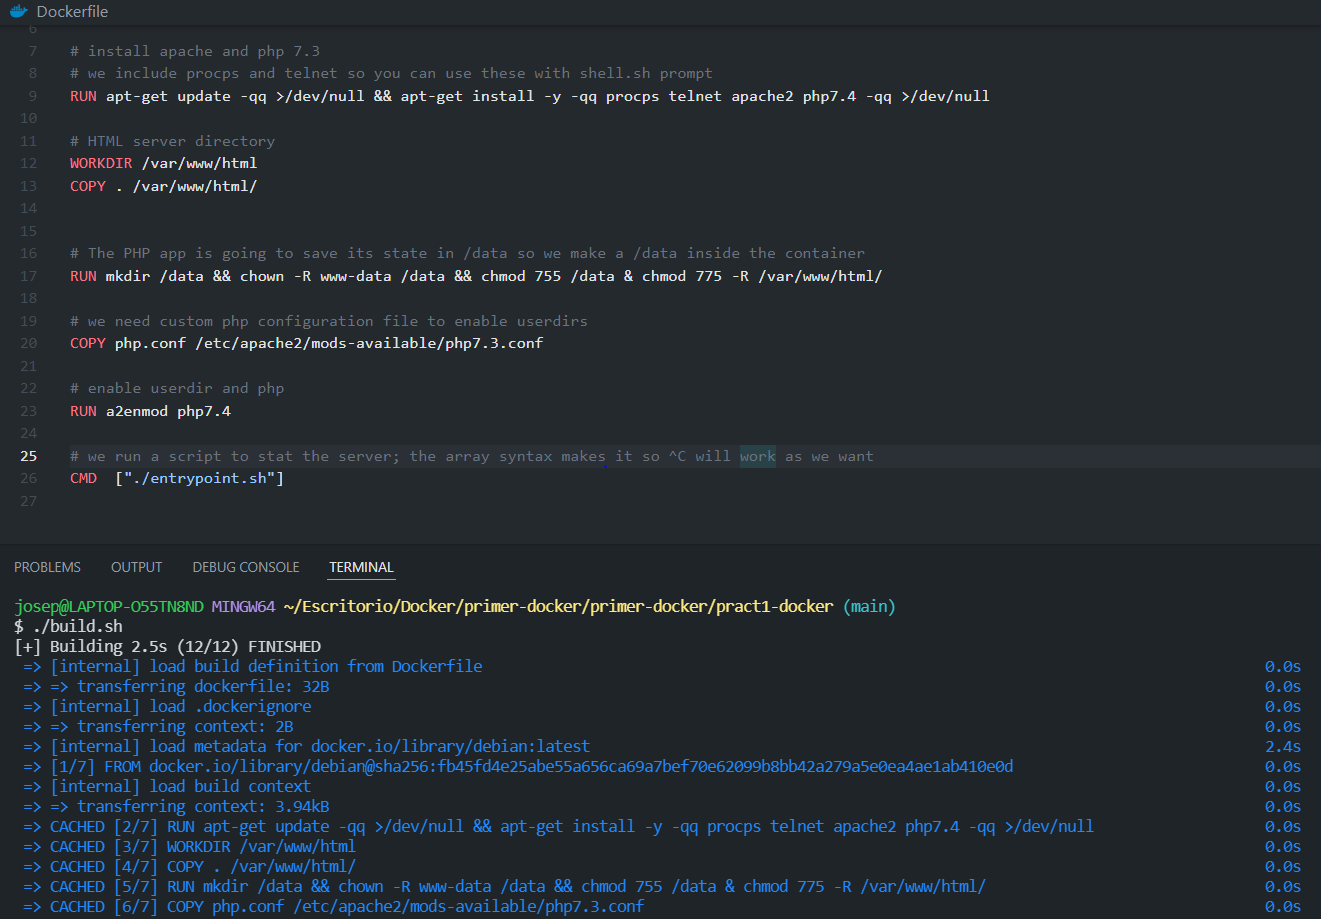 Dockerfile
6
7 # install apache and php 7.3
8 # we include procps and telnet so you can use these with shell.sh prompt
9 RUN apt-get update -qq >/dev/null && apt-get install -y -qq procps telnet apache2 php7.4 -qq >/dev/null
10
11 # HTML server directory
12 WORKDIR /var/www/html
13 COPY . /var/www/html/
14
15
16 # The PHP app is going to save its state in /data so we make a /data inside the container
17 RUN mkdir /data && chown -R www-data /data && chmod 755 /data & chmod 775 -R /var/www/html/
18
19 # we need custom php configuration file to enable userdirs
20 COPY php.conf /etc/apache2/mods-available/php7.3.conf
21
22 # enable userdir and php
23 RUN a2enmod php7.4
24
25 # we run a script to stat the server; the array syntax makes it so ^C will work as we want
26 CMD  ["./entrypoint.sh"]
27
PROBLEMS OUTPUT DEBUG CONSOLE TERMINAL
josep@LAPTOP-O55TN8ND MINGW64 ~/Escritorio/Docker/primer-docker/primer-docker/pract1-docker (main)
$ ./build.sh
[+] Building 2.5s (12/12) FINISHED
=> [internal] load build definition from Dockerfile 0.0s
=> => transferring dockerfile: 32B 0.0s
=> [internal] load .dockerignore 0.0s
=> => transferring context: 2B 0.0s
=> [internal] load metadata for docker.io/library/debian:latest 2.4s
=> [1/7] FROM docker.io/library/debian@sha256:fb45fd4e25abe55a656ca69a7bef70e62099b8bb42a279a5e0ea4ae1ab410e0d 0.0s
=> [internal] load build context 0.0s
=> => transferring context: 3.94kB 0.0s
=> CACHED [2/7] RUN apt-get update -qq >/dev/null && apt-get install -y -qq procps telnet apache2 php7.4 -qq >/dev/null 0.0s
=> CACHED [3/7] WORKDIR /var/www/html 0.0s
=> CACHED [4/7] COPY . /var/www/html/ 0.0s
=> CACHED [5/7] RUN mkdir /data && chown -R www-data /data && chmod 755 /data & chmod 775 -R /var/www/html/ 0.0s
=> CACHED [6/7] COPY php.conf /etc/apache2/mods-available/php7.3.conf 0.0s